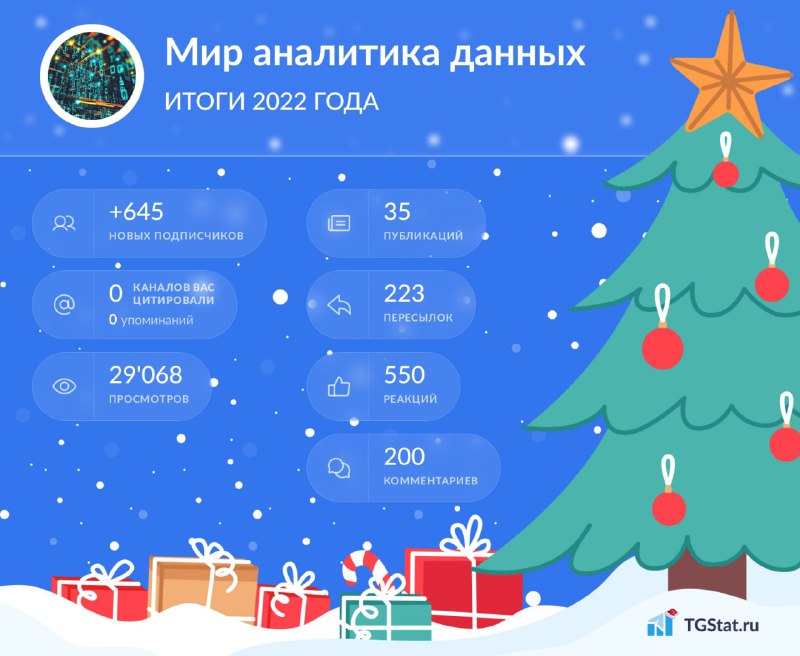 Мир аналитика данных
ИТОГИ 2022 ГОДА
+645
НОВЫХ ПОДПИСЧИКОВ
0 КАНАЛОВ ВАС
ЦИТИРОВАЛИ
0 упоминаний
29'068
ПРОСМОТРОВ
35
ПУБЛИКАЦИЙ
223
ПЕРЕСЫЛОК
550
РЕАКЦИЙ
200
КОММЕНТАРИЕВ
TGStat.ru